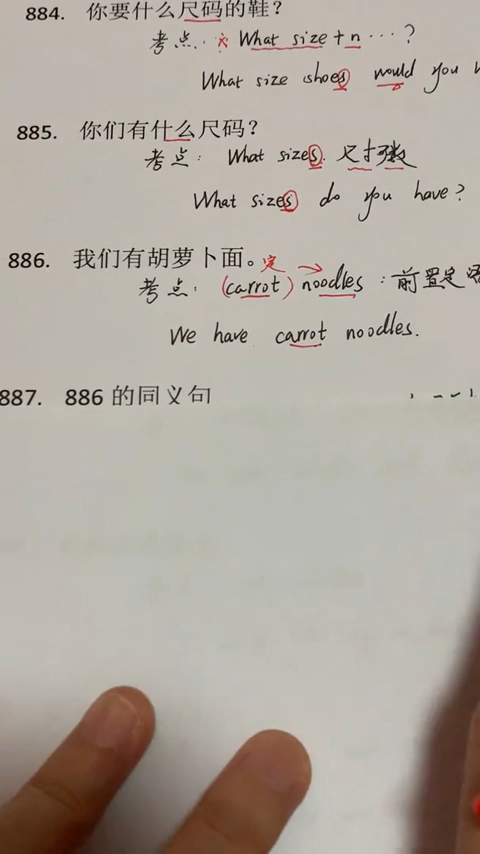 884. 你要什么尺码的鞋?
考点: What size + n …?
What size shoes would you
885. 你们有什么尺码?
考点: What sizes. 尺寸
What sizes do you have?
886. 我们有胡萝卜面。
定
考点: (carrot) noodles: 前置定语
We have carrot noodles.
887. 886 的同义句